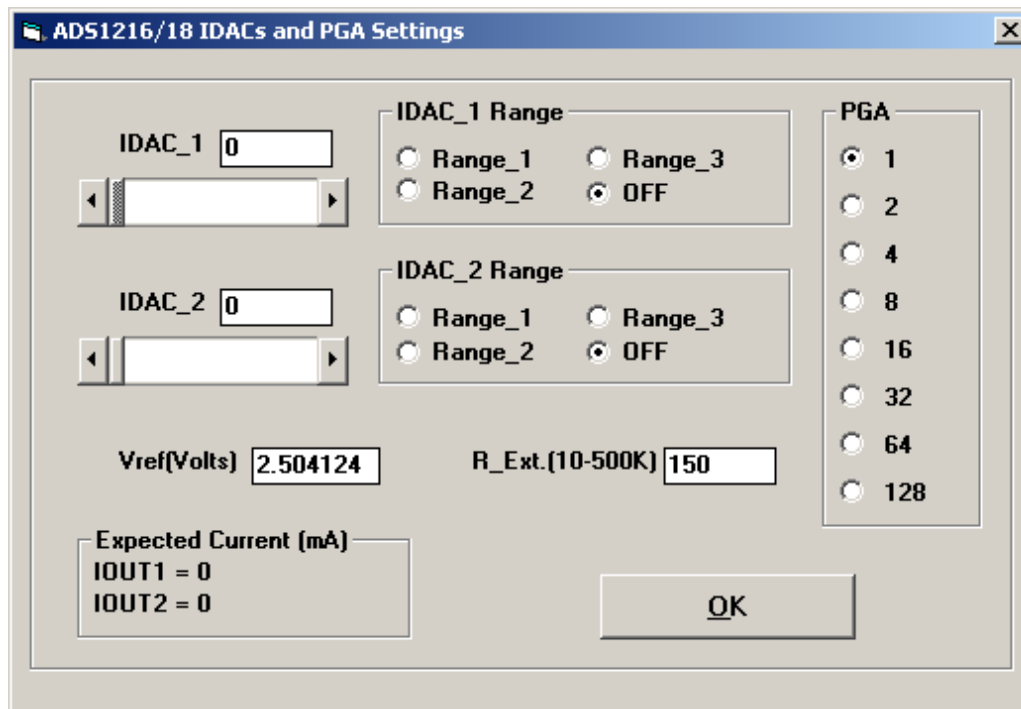 ADS1216/18 IDACs and PGA Settings
IDAC_1 0
IDAC_1 Range
Range_1
Range_3
Range_2
OFF
IDAC_2 0
IDAC_2 Range
Range_1
Range_3
Range_2
OFF
PGA
1
2
4
8
16
32
64
128
Vref(Volts) 2.504124
R_Ext.(10-500K) 150
Expected Current (mA)
IOUT1 = 0
IOUT2 = 0
OK